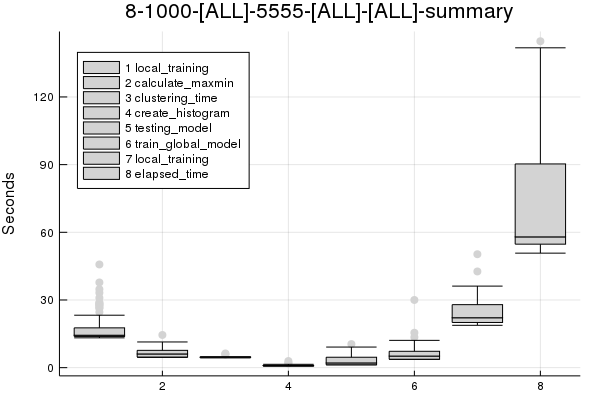 8-1000-[ALL]-5555-[ALL]-[ALL]-summary
1 local_training
2 calculate_maxmin
3 clustering_time
4 create_histogram
5 testing_model
6 train_global_model
7 local_training
8 elapsed_time
Seconds
120
90
60
30
0
2 4 6 8